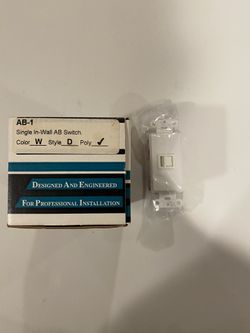 AB-1
Single In-Wall AB Switch
Color W Style D Poly ✓
DESIGNED AND ENGINEERED
FOR PROFESSIONAL INSTALLATION